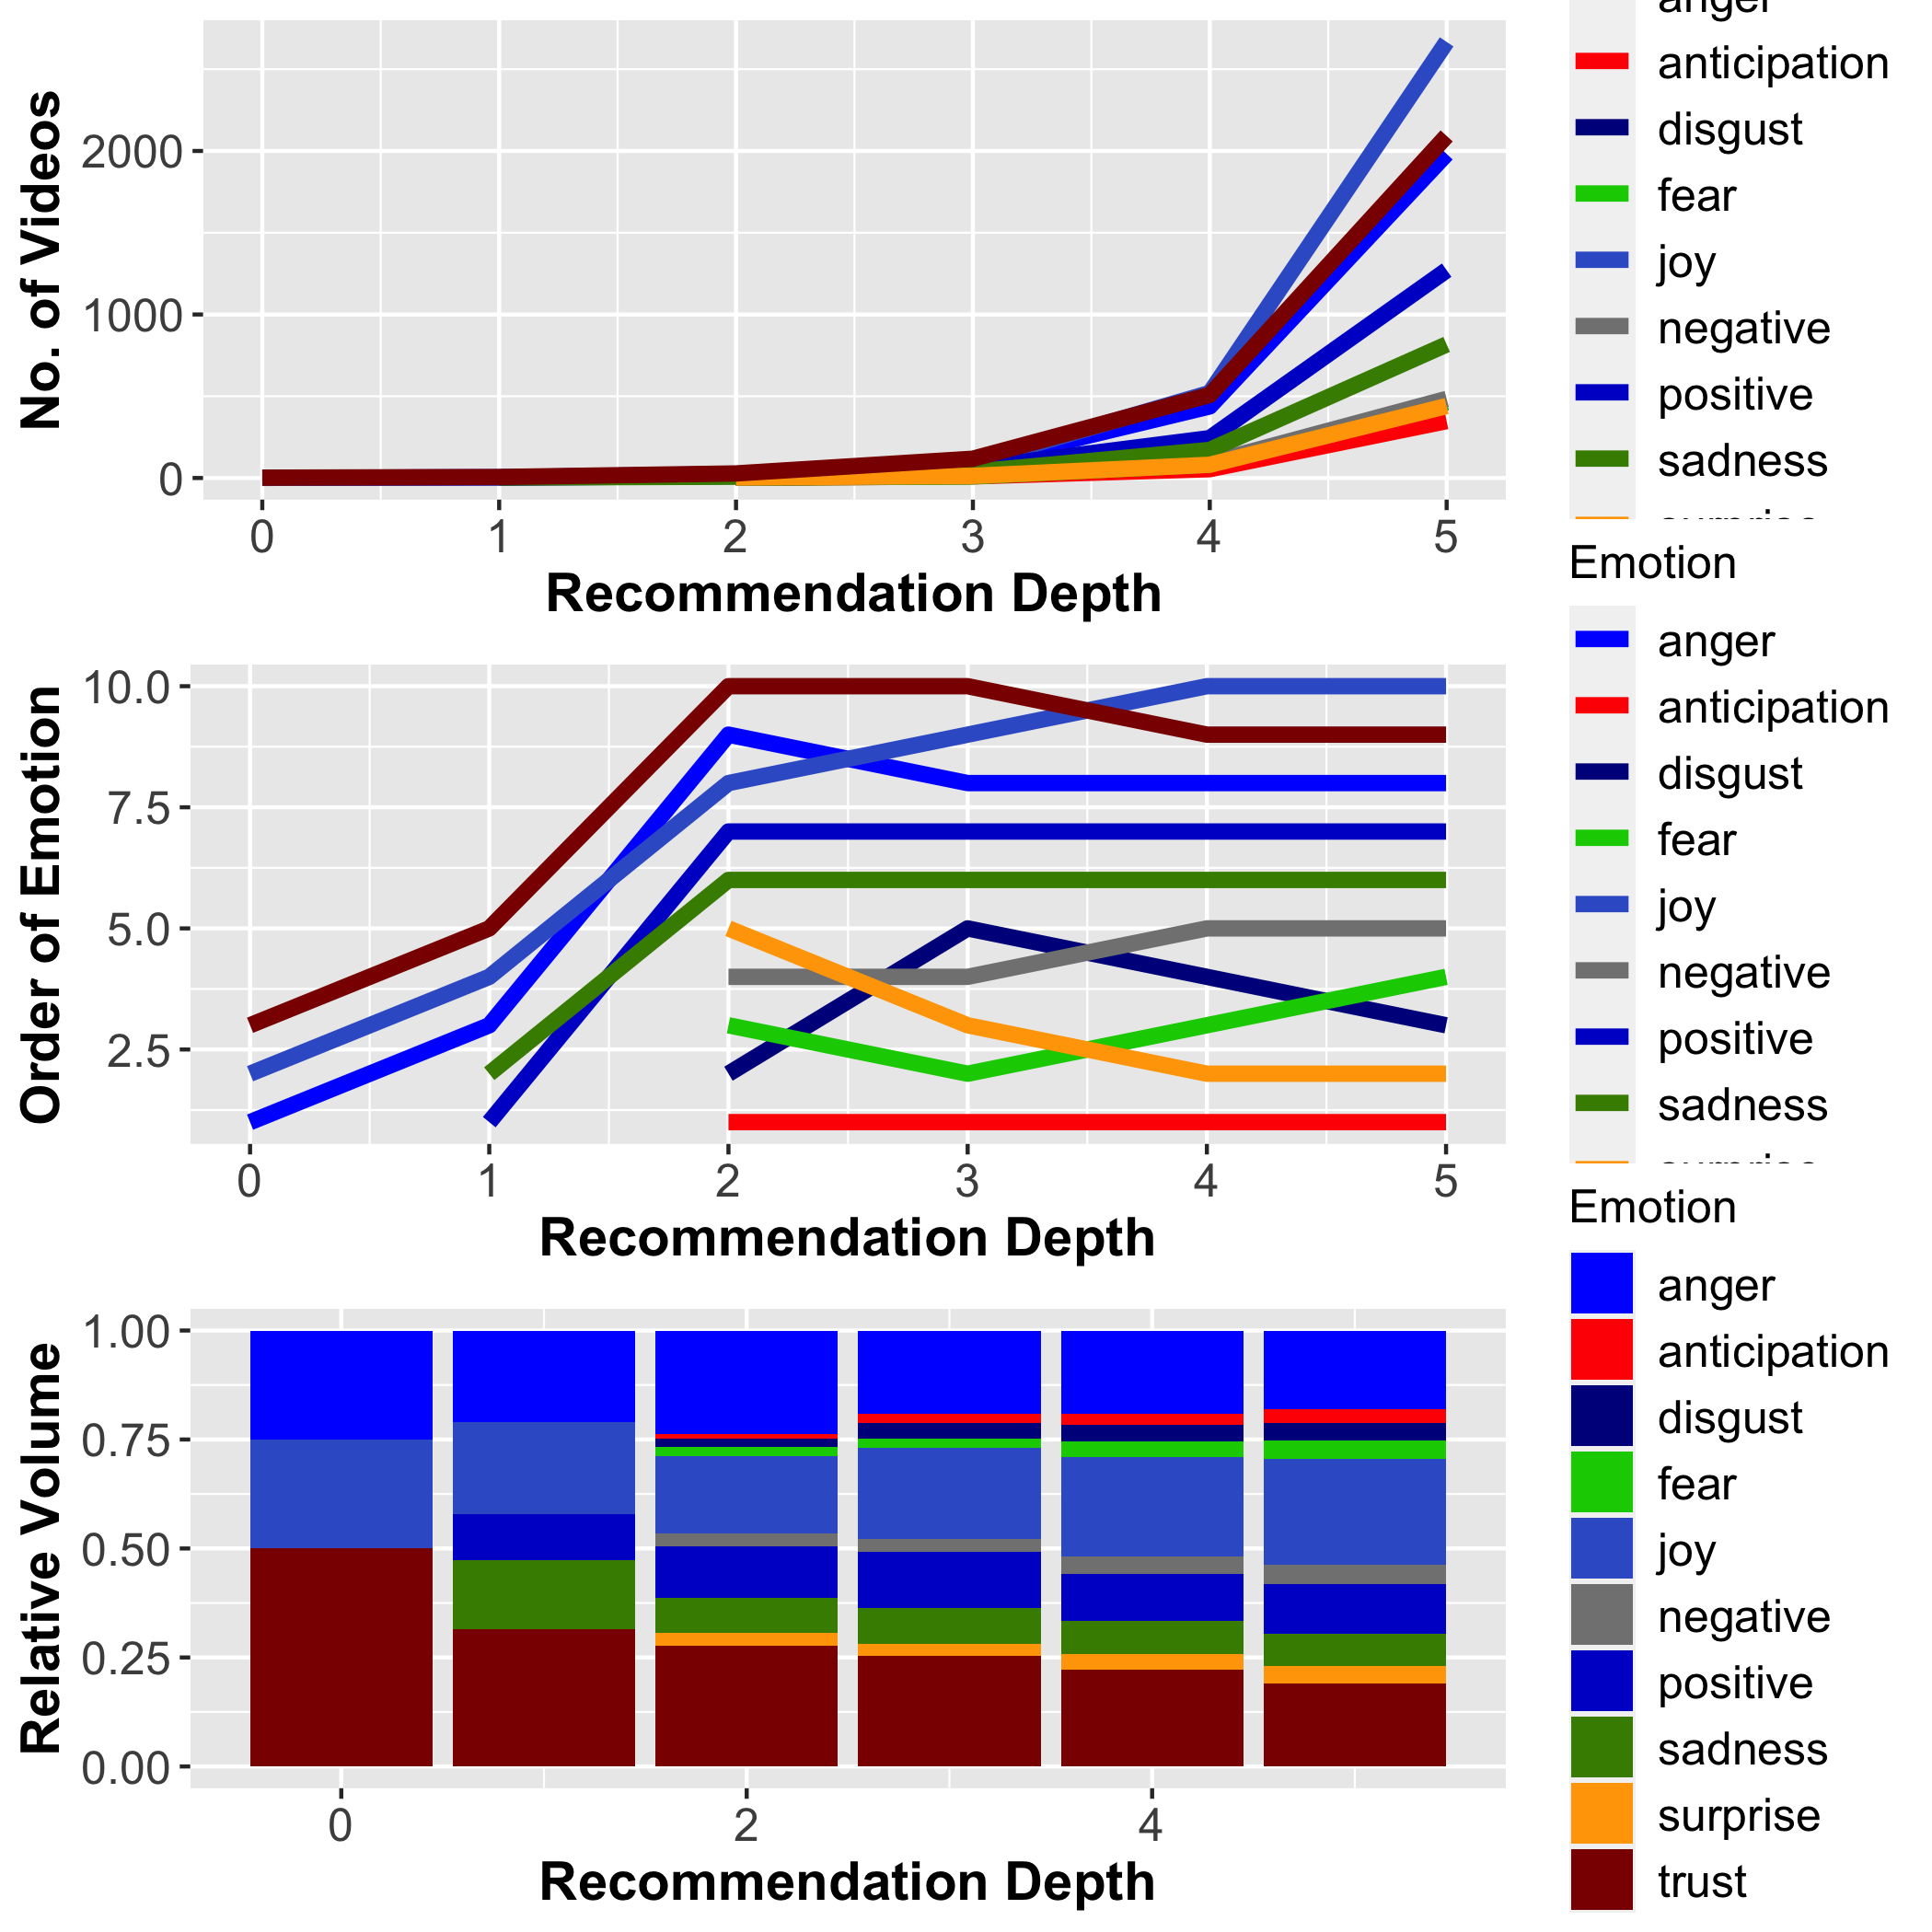 No. of Videos
2000
1000
0
0 1 2 3 4 5
Recommendation Depth
anger
anticipation
disgust
fear
joy
negative
positive
sadness
Order of Emotion
10.0
7.5
5.0
2.5
0 1 2 3 4 5
Recommendation Depth
Emotion
anger
anticipation
disgust
fear
joy
negative
positive
sadness
Relative Volume
1.00
0.75
0.50
0.25
0.00
0 2 4
Recommendation Depth
Emotion
anger
anticipation
disgust
fear
joy
negative
positive
sadness
surprise
trust